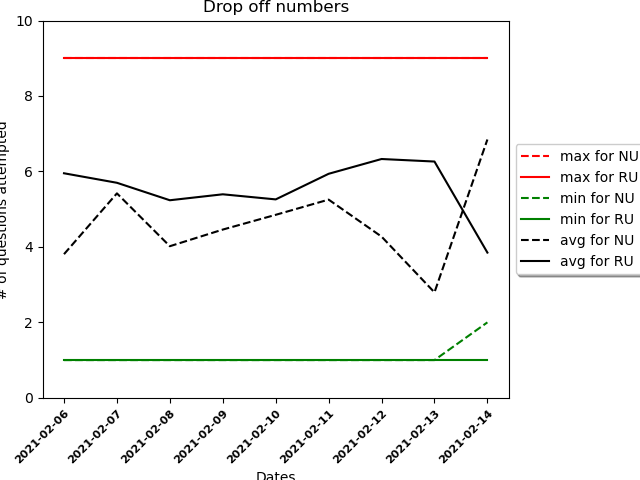 Drop off numbers
# of questions attempted
10
8
6
4
2
0
2021-02-06
2021-02-07
2021-02-08
2021-02-09
2021-02-10
2021-02-11
2021-02-12
2021-02-13
2021-02-14
Dates
max for NU
max for RU
min for NU
min for RU
avg for NU
avg for RU